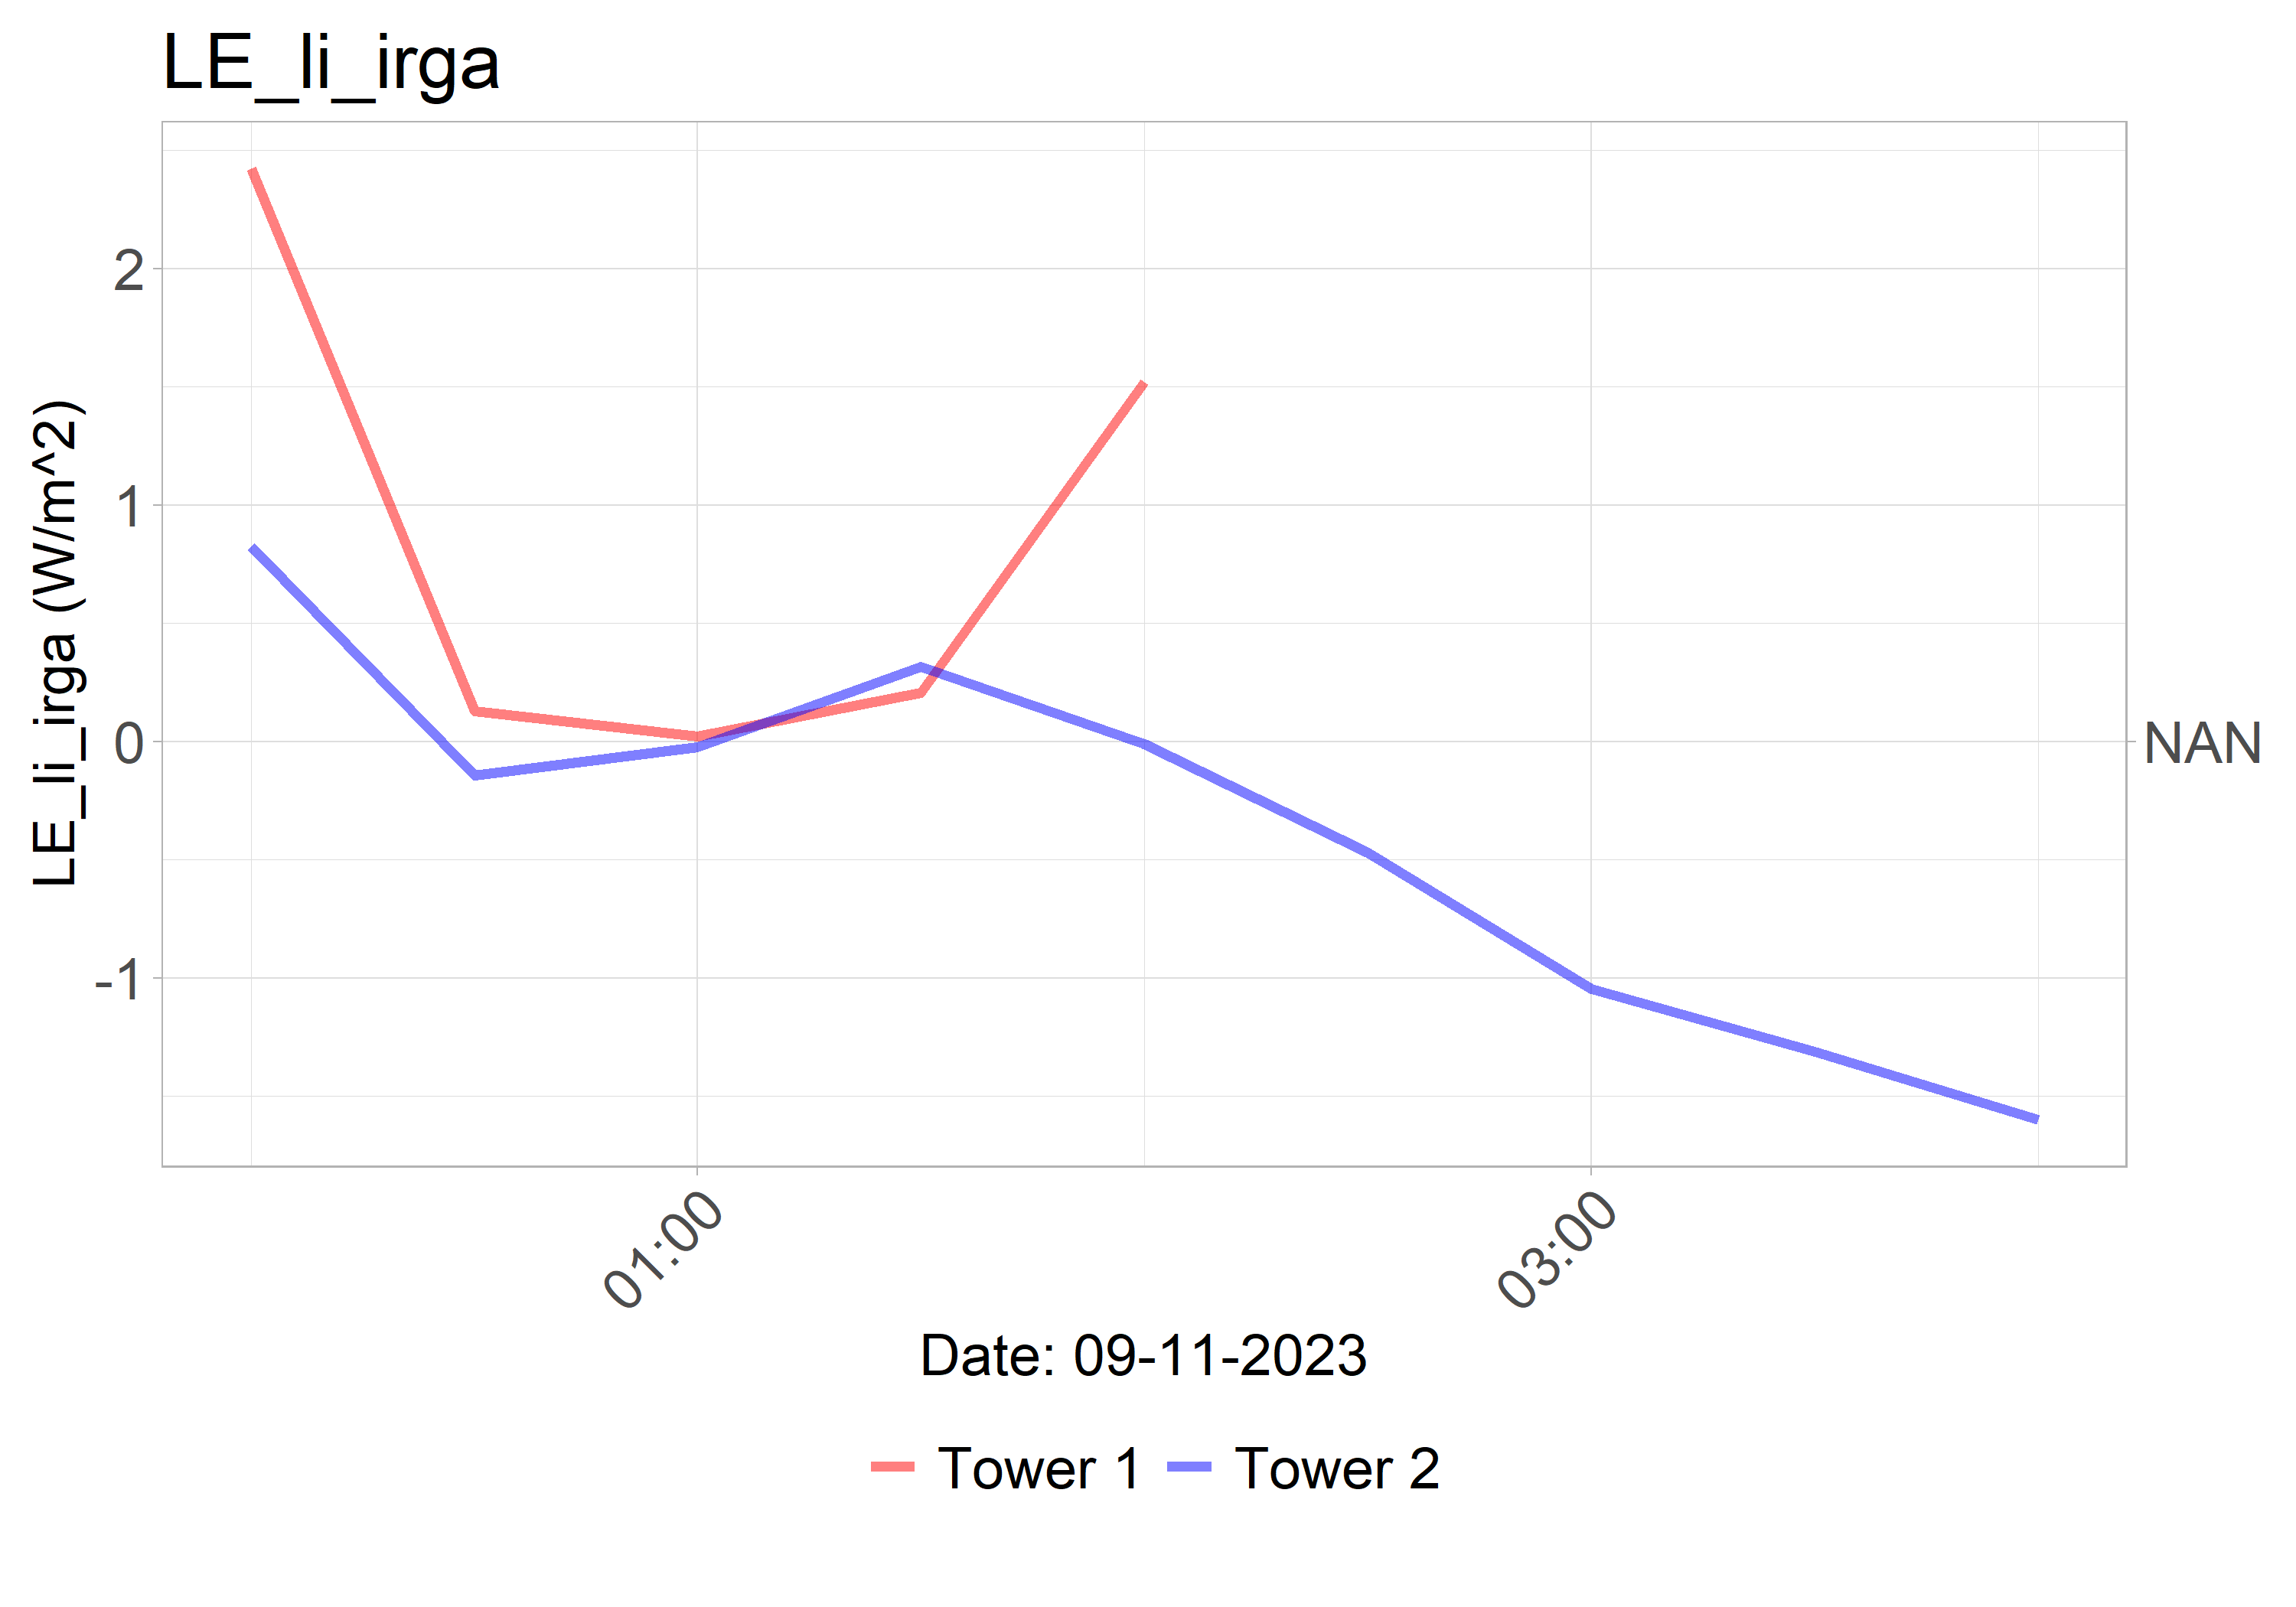 LE_li_irga
LE_li_irga (W/m^2)
2
1
0
-1
NAN
01:00
03:00
Date: 09-11-2023
Tower 1
Tower 2